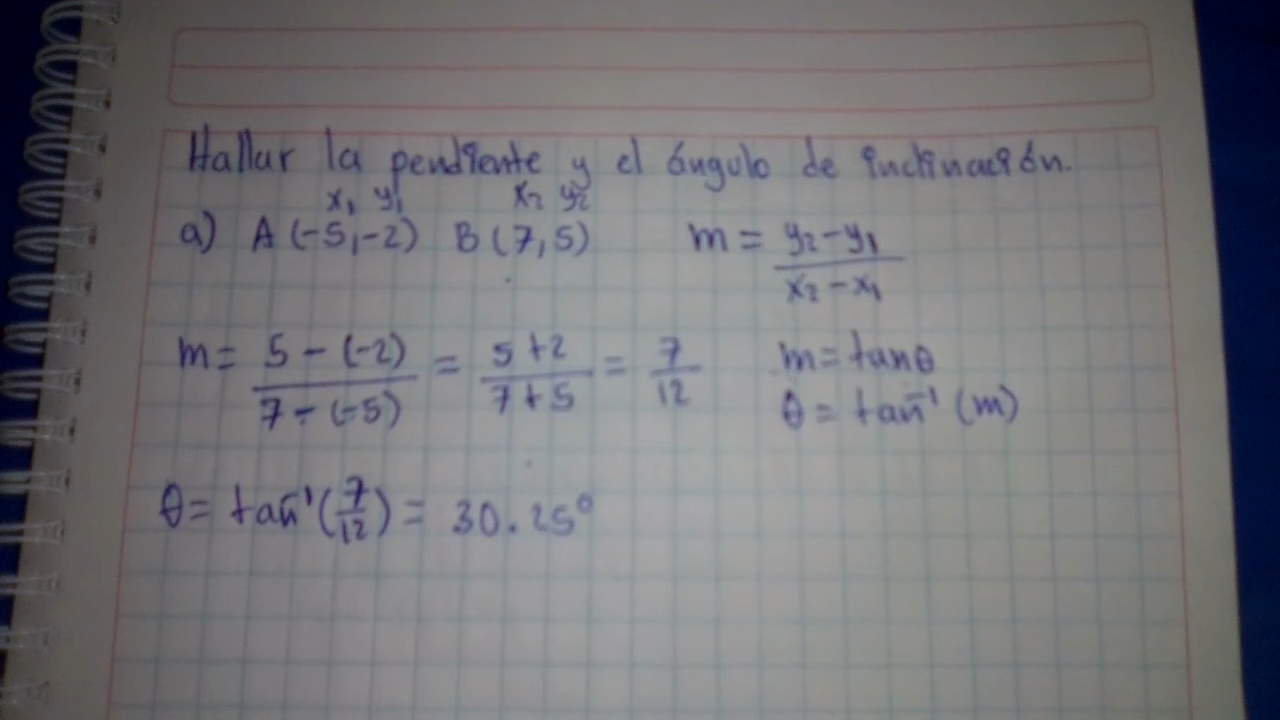 Hallar la pendiente y el ángulo de inclinación.
x₁ y₁ x₂ y₂
a) A (-5,-2) B (7,5) m = y₂-y₁ / x₂-x₁
m = 5-(-2) / 7-(-5) = 5+2 / 7+5 = 7/12 m = tanθ
θ = tan⁻¹(m)
θ = tan⁻¹(7/12) = 30.25°